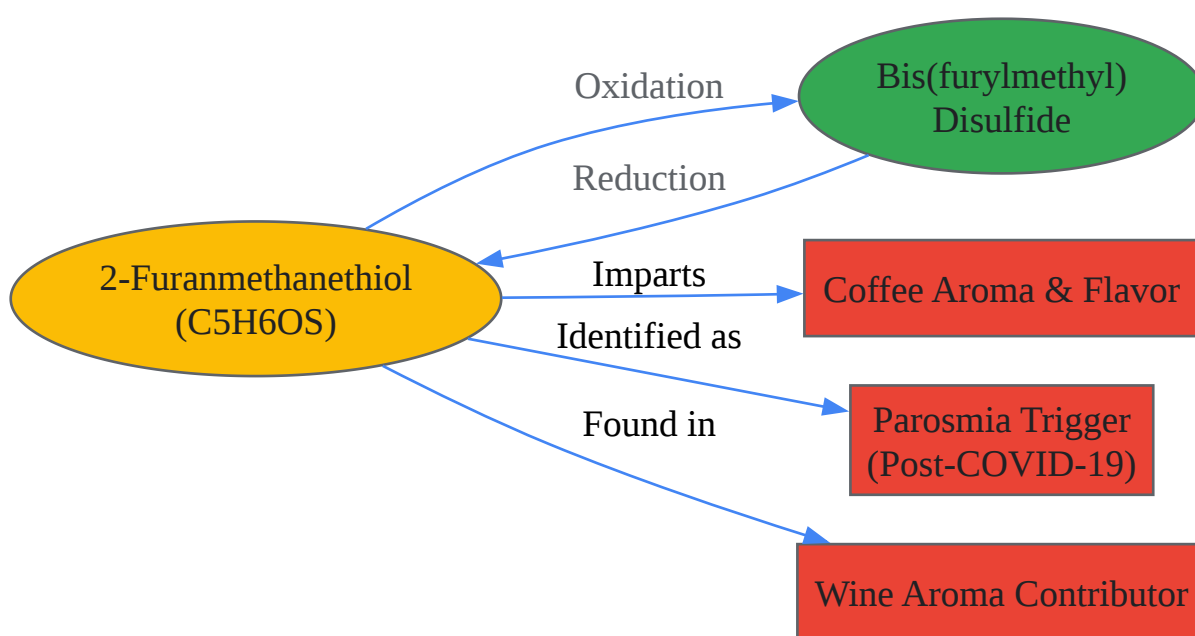 Oxidation
Bis(furylmethyl)
Disulfide
Reduction
2-Furanmethanethiol
(C5H6OS)
Imparts
Coffee Aroma & Flavor
Identified as
Parosmia Trigger
(Post-COVID-19)
Found in
Wine Aroma Contributor